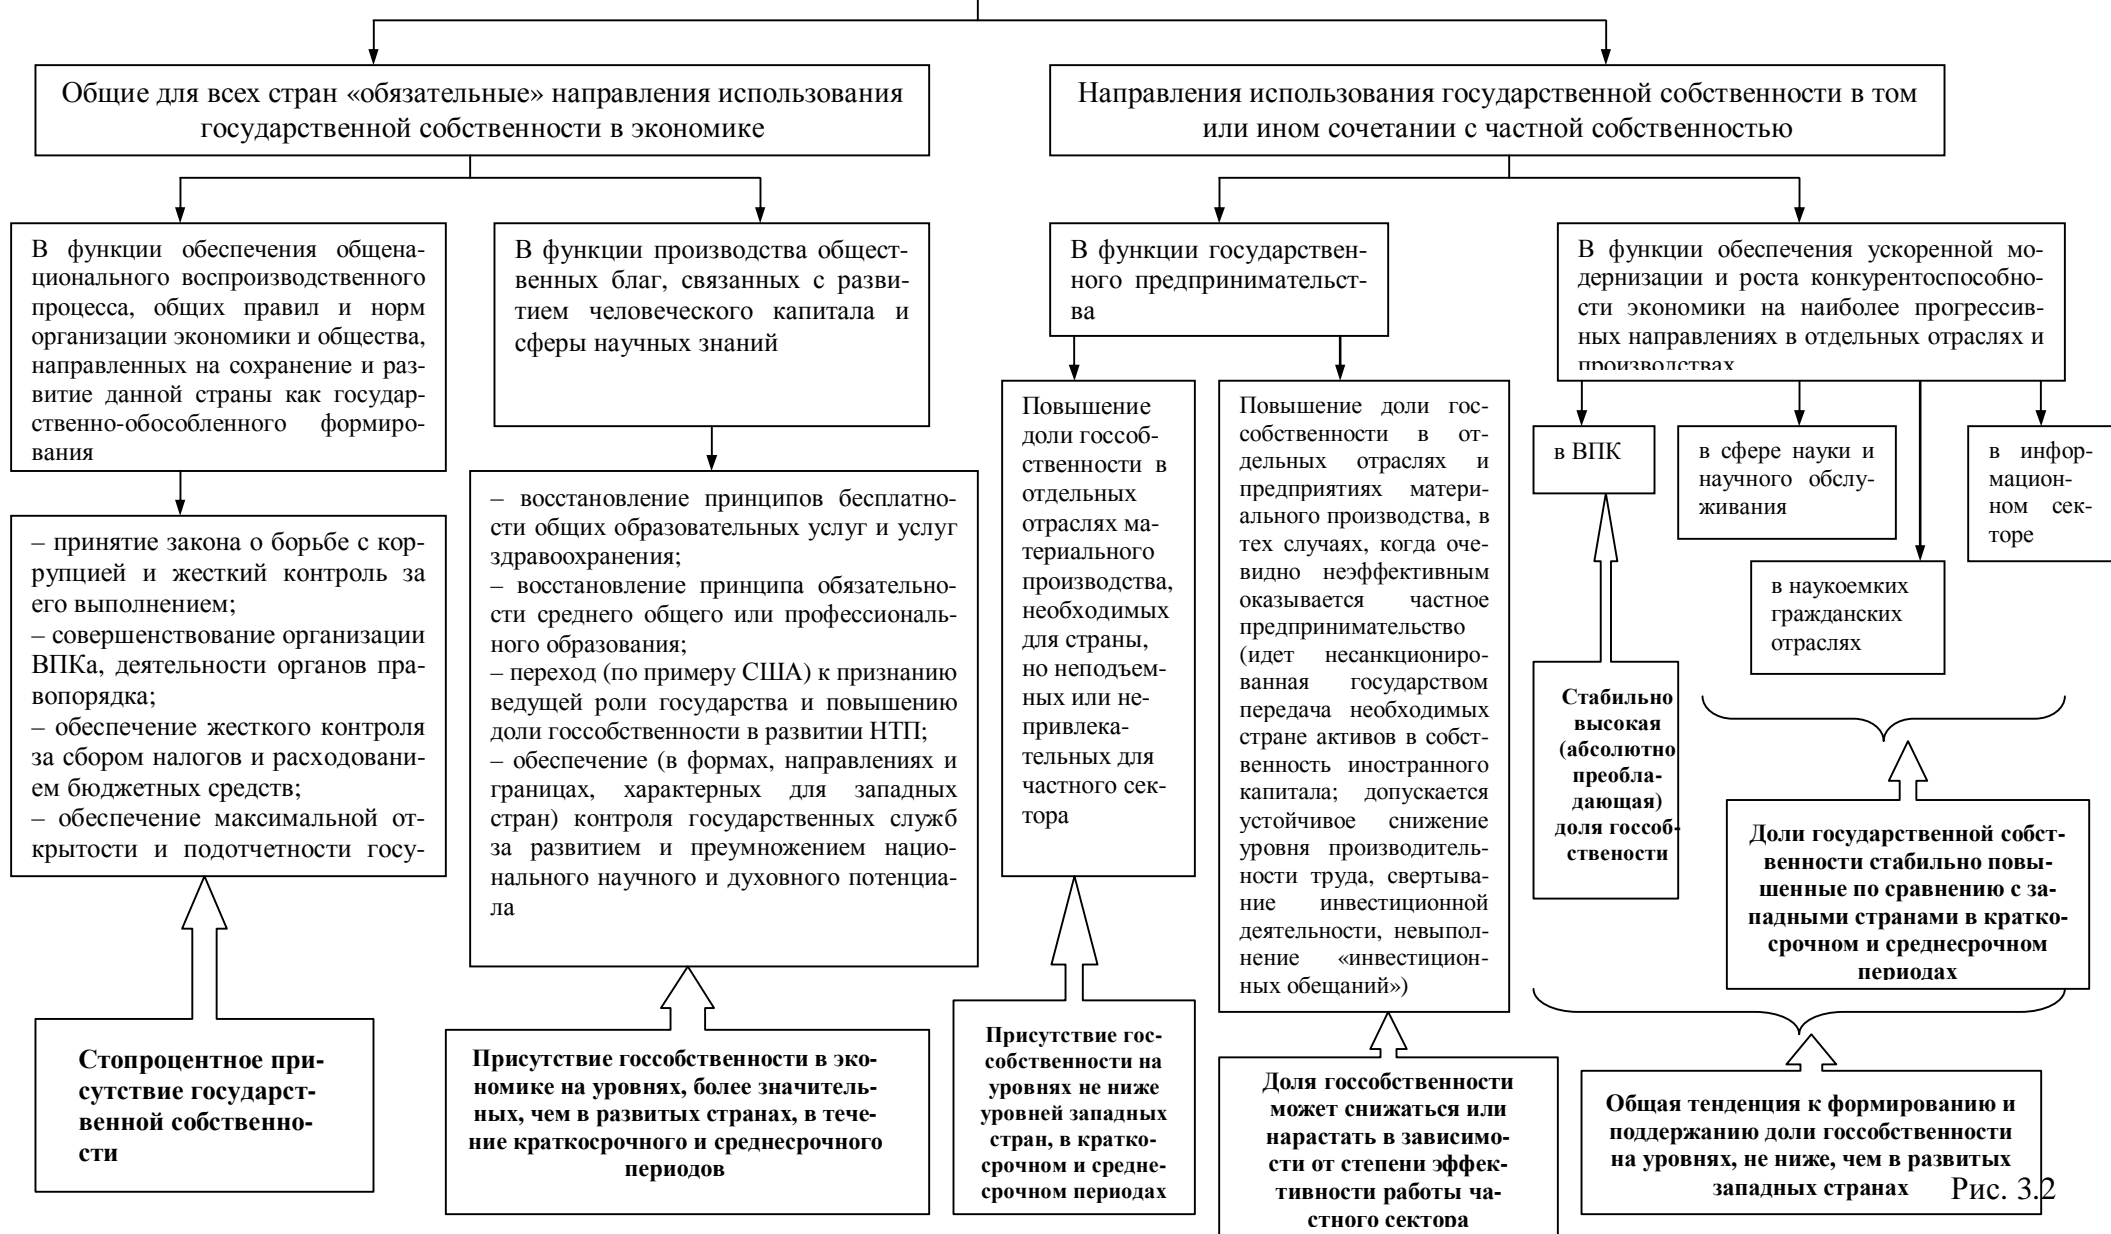 Общие для всех стран «обязательные» направления использования
государственной собственности в экономике
Направления использования государственной собственности в том
или ином сочетании с частной собственностью
В функции обеспечения общена-
ционального воспроизводственного
процесса, общих правил и норм
организации экономики и общества,
направленных на сохранение и раз-
витие данной страны как государ-
ственно-обособленного формиро-
вания
В функции производства общест-
венных благ, связанных с разви-
тием человеческого капитала и
сферы научных знаний
В функции государствен-
ного предпринимательст-
ва
В функции обеспечения ускоренной мо-
дернизации и роста конкурентоспособно-
сти экономики на наиболее прогрессив-
ных направлениях в отдельных отраслях и
производствах
– принятие закона о борьбе с кор-
рупцией и жесткий контроль за
его выполнением;
– совершенствование организации
ВПКа, деятельности органов пра-
вопорядка;
– обеспечение жесткого контроля
за сбором налогов и расходовани-
ем бюджетных средств;
– обеспечение максимальной от-
крытости и подотчетности госу-
– восстановление принципов бесплатно-
сти общих образовательных услуг и услуг
здравоохранения;
– восстановление принципа обязательно-
сти среднего общего или профессиональ-
ного образования;
– переход (по примеру США) к признанию
ведущей роли государства и повышению
доли госсобственности в развитии НТП;
– обеспечение (в формах, направлениях и
границах, характерных для западных
стран) контроля государственных служб
за развитием и преумножением нацио-
нального научного и духовного потенциа-
ла
Повышение
доли госсоб-
ственности в
отдельных
отраслях ма-
териального
производства,
необходимых
для страны,
но неподъем-
ных или не-
привлека-
тельных для
частного сек-
тора
Повышение доли гос-
собственности в от-
дельных отраслях и
предприятиях матери-
ального производства, в
тех случаях, когда оче-
видно неэффективным
оказывается частное
предпринимательство
(идет несанкциониро-
ванная государством
передача необходимых
стране активов в собст-
венность иностранного
капитала; допускается
устойчивое снижение
уровня производитель-
ности труда, свертыва-
ние инвестиционной
деятельности, невыпол-
нение «инвестицион-
ных обещаний»)
в ВПК
в сфере науки и
научного обслу-
живания
в инфор-
мацион-
ном сек-
торе
в наукоемких
гражданских
отраслях
Стабильно
высокая
(абсолютно
преобла-
дающая)
доля госсоб-
ствености
Доли государственной собст-
венности стабильно повы-
шенные по сравнению с за-
падными странами в кратко-
срочном и среднесрочном
периодах
Стопроцентное при-
сутствие государст-
венной собственно-
сти
Присутствие госсобственности в эко-
номике на уровнях, более значитель-
ных, чем в развитых странах, в тече-
ние краткосрочного и среднесрочного
периодов
Присутствие гос-
собственности на
уровнях не ниже
уровней западных
стран, в кратко-
срочном и средне-
срочном периодах
Доля госсобственности
может снижаться или
нарастать в зависимо-
сти от степени эффек-
тивности работы ча-
стного сектора
Общая тенденция к формированию и
поддержанию доли госсобственности
на уровнях, не ниже, чем в развитых
западных странах
Рис. 3.2